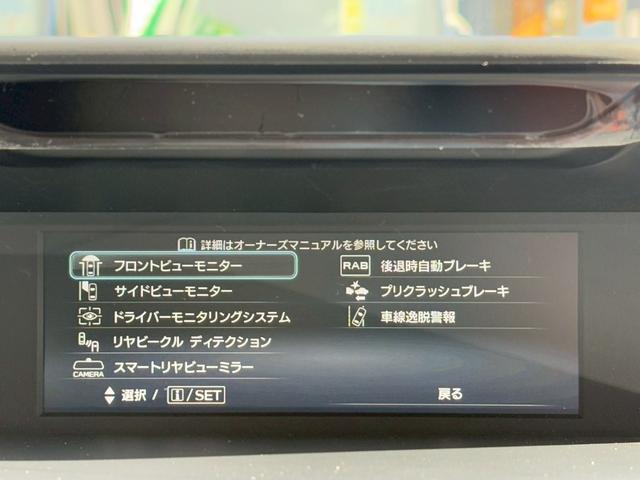 詳細はオーナーズマニュアルを参照してください
フロントビューモニター
サイドビューモニター
ドライバーモニタリングシステム
リヤビークル ディテクション
CAMERA スマートリヤビューミラー
RAB 後退時自動ブレーキ
プリクラッシュブレーキ
車線逸脱警報
選択 / i/SET
戻る